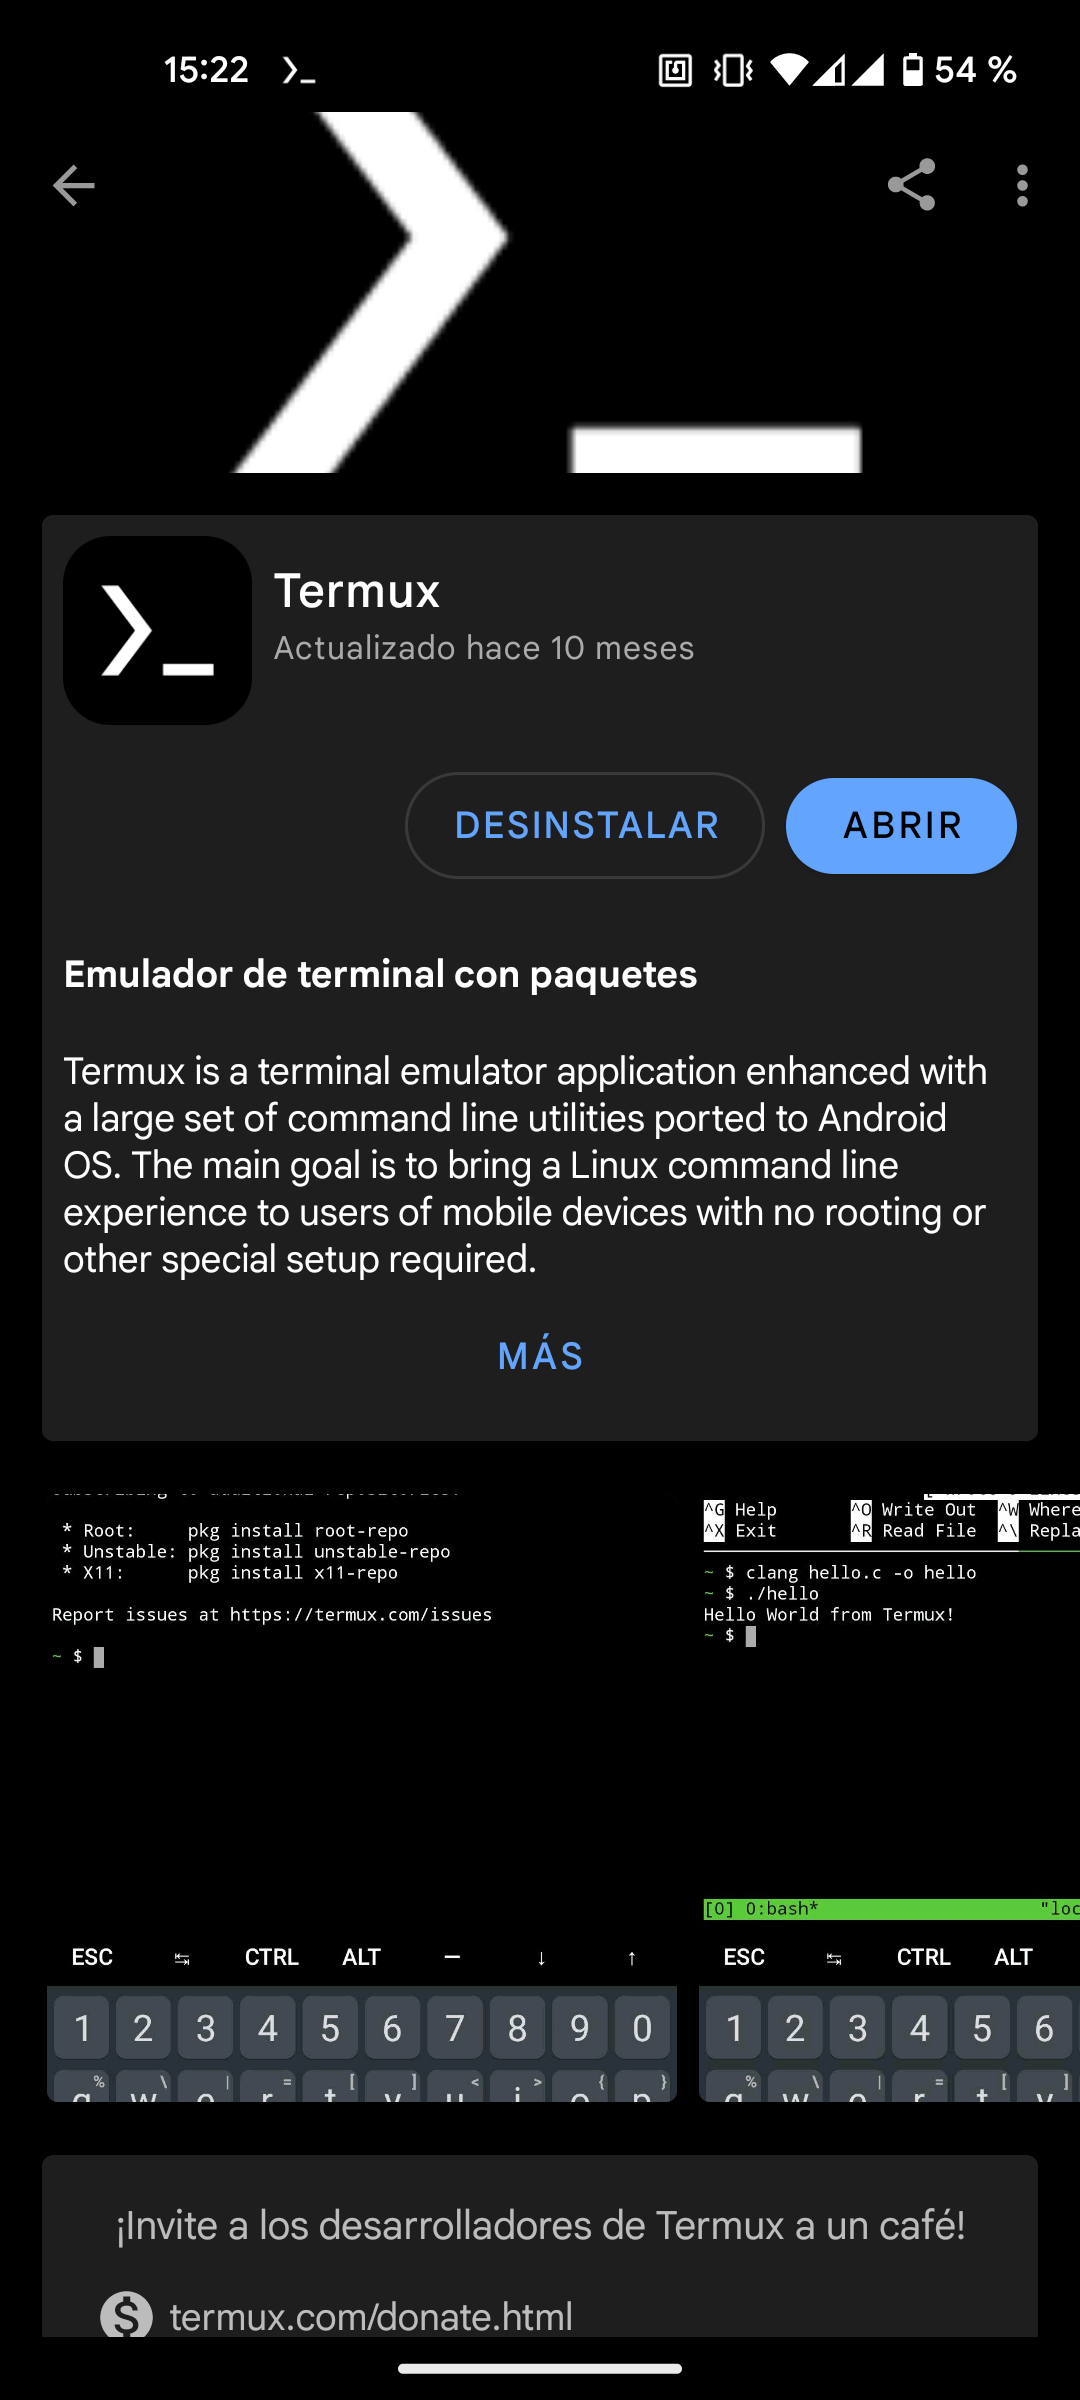 15:22
54 %
Termux
Actualizado hace 10 meses
DESINSTALAR
ABRIR
Emulador de terminal con paquetes
Termux is a terminal emulator application enhanced with
a large set of command line utilities ported to Android
OS. The main goal is to bring a Linux command line
experience to users of mobile devices with no rooting or
other special setup required.
MÁS
* Root:     pkg install root-repo
* Unstable: pkg install unstable-repo
* X11:      pkg install x11-repo
Report issues at https://termux.com/issues
~ $
ESC ↹ CTRL ALT — ↓ ↑
1 2 3 4 5 6 7 8 9 0
% \ | = [ ] < > { }
q w e r t y u i o p
^G Help ^O Write Out ^W Where
^X Exit ^R Read File ^\ Repla
~ $ clang hello.c -o hello
~ $ ./hello
Hello World from Termux!
~ $
[0] 0:bash* "loc
ESC ↹ CTRL ALT
1 2 3 4 5 6
% \ | = [ ]
q w e r t y
¡Invite a los desarrolladores de Termux a un café!
termux.com/donate.html